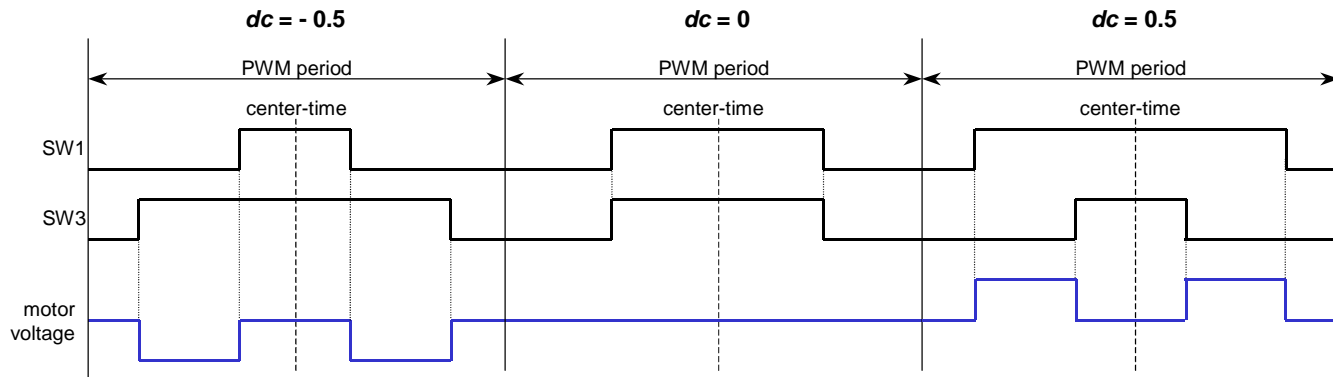 dc = - 0.5 dc = 0 dc = 0.5
PWM period PWM period PWM period
center-time center-time center-time
SW1
SW3
motor
voltage